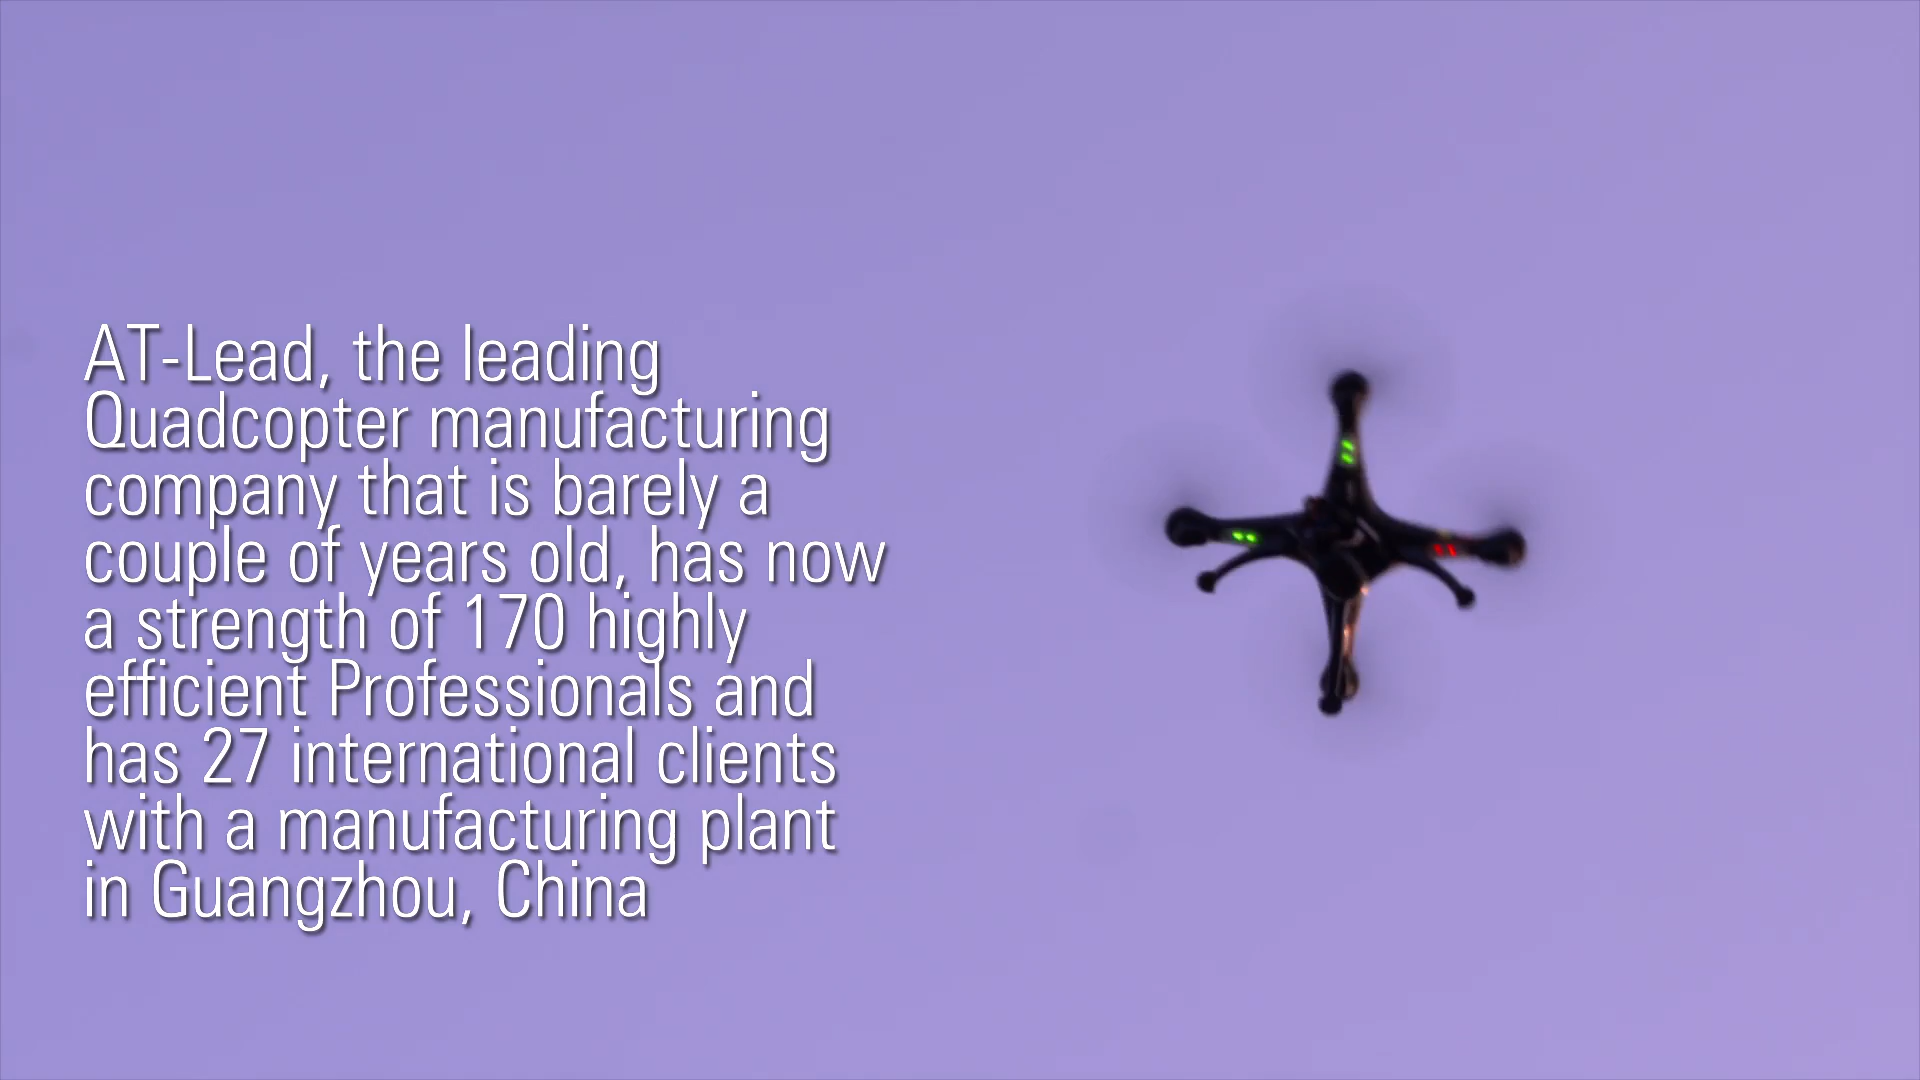 AT-Lead, the leading
Quadcopter manufacturing
company that is barely a
couple of years old, has now
a strength of 170 highly
efficient Professionals and
has 27 international clients
with a manufacturing plant
in Guangzhou, China